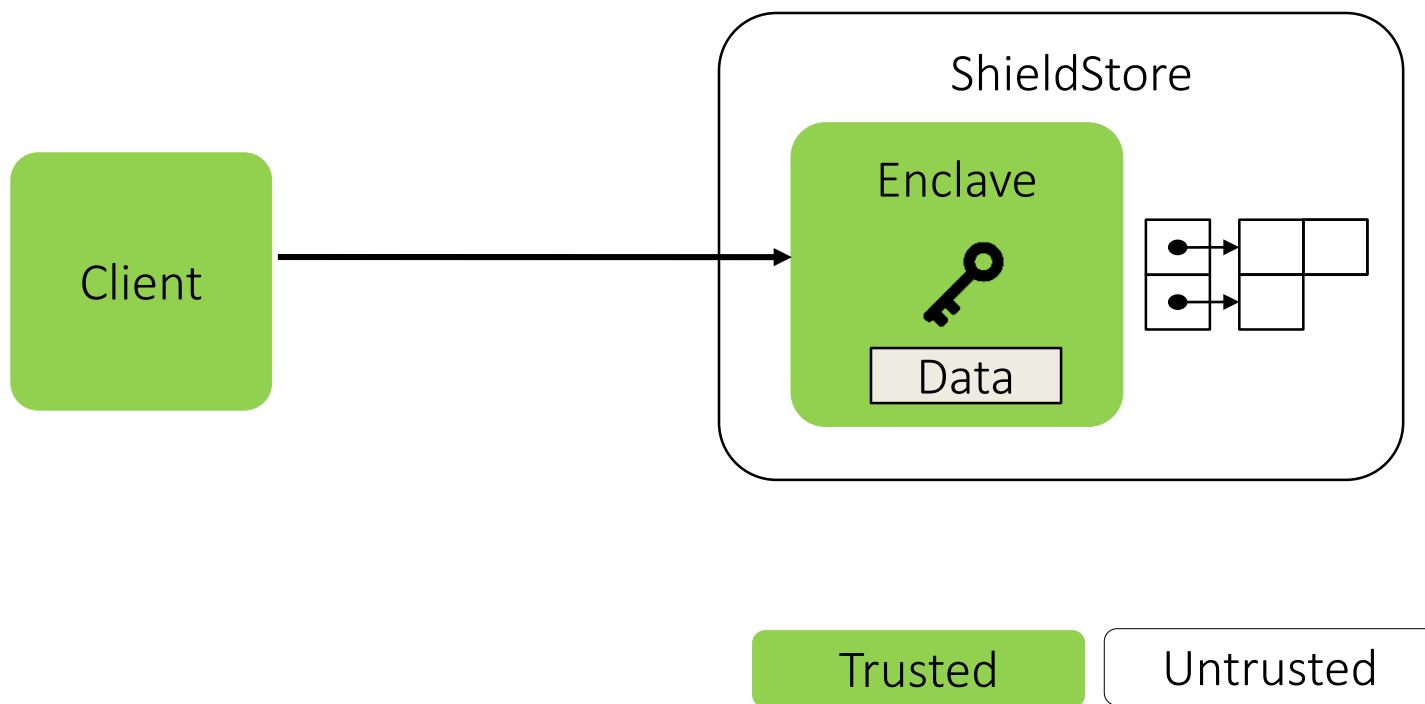 ShieldStore
Enclave
Client
Data
Trusted
Untrusted